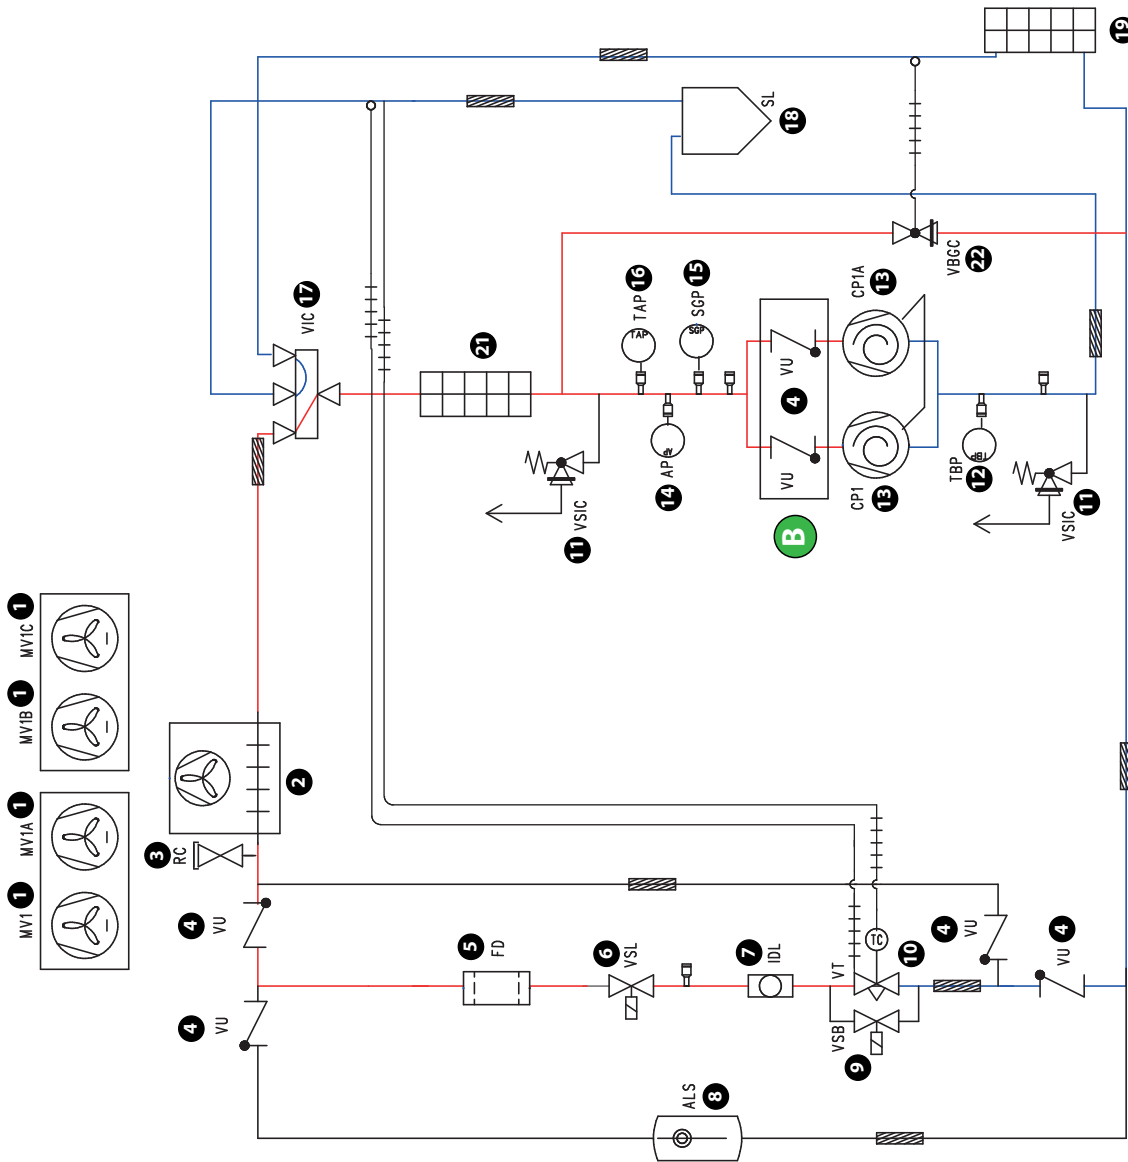 MV1 1
MV1A 1
MV1B 1
MV1C 1
3
RC
4
VU
4
VU
2
VIC 17
5
FD
21
11
VSIC
6
VSL
TAP 16
TAP
14 AP
AP
ALS
8
SGP 15
SGP
7
IDL
SL
18
B
VU
4
VU
VSB
9
VT
10
TC
CP1
13
CP1A
13
4
VU
TBP
12
TBP
VBGC
22
4
VU
VSIC
11
19